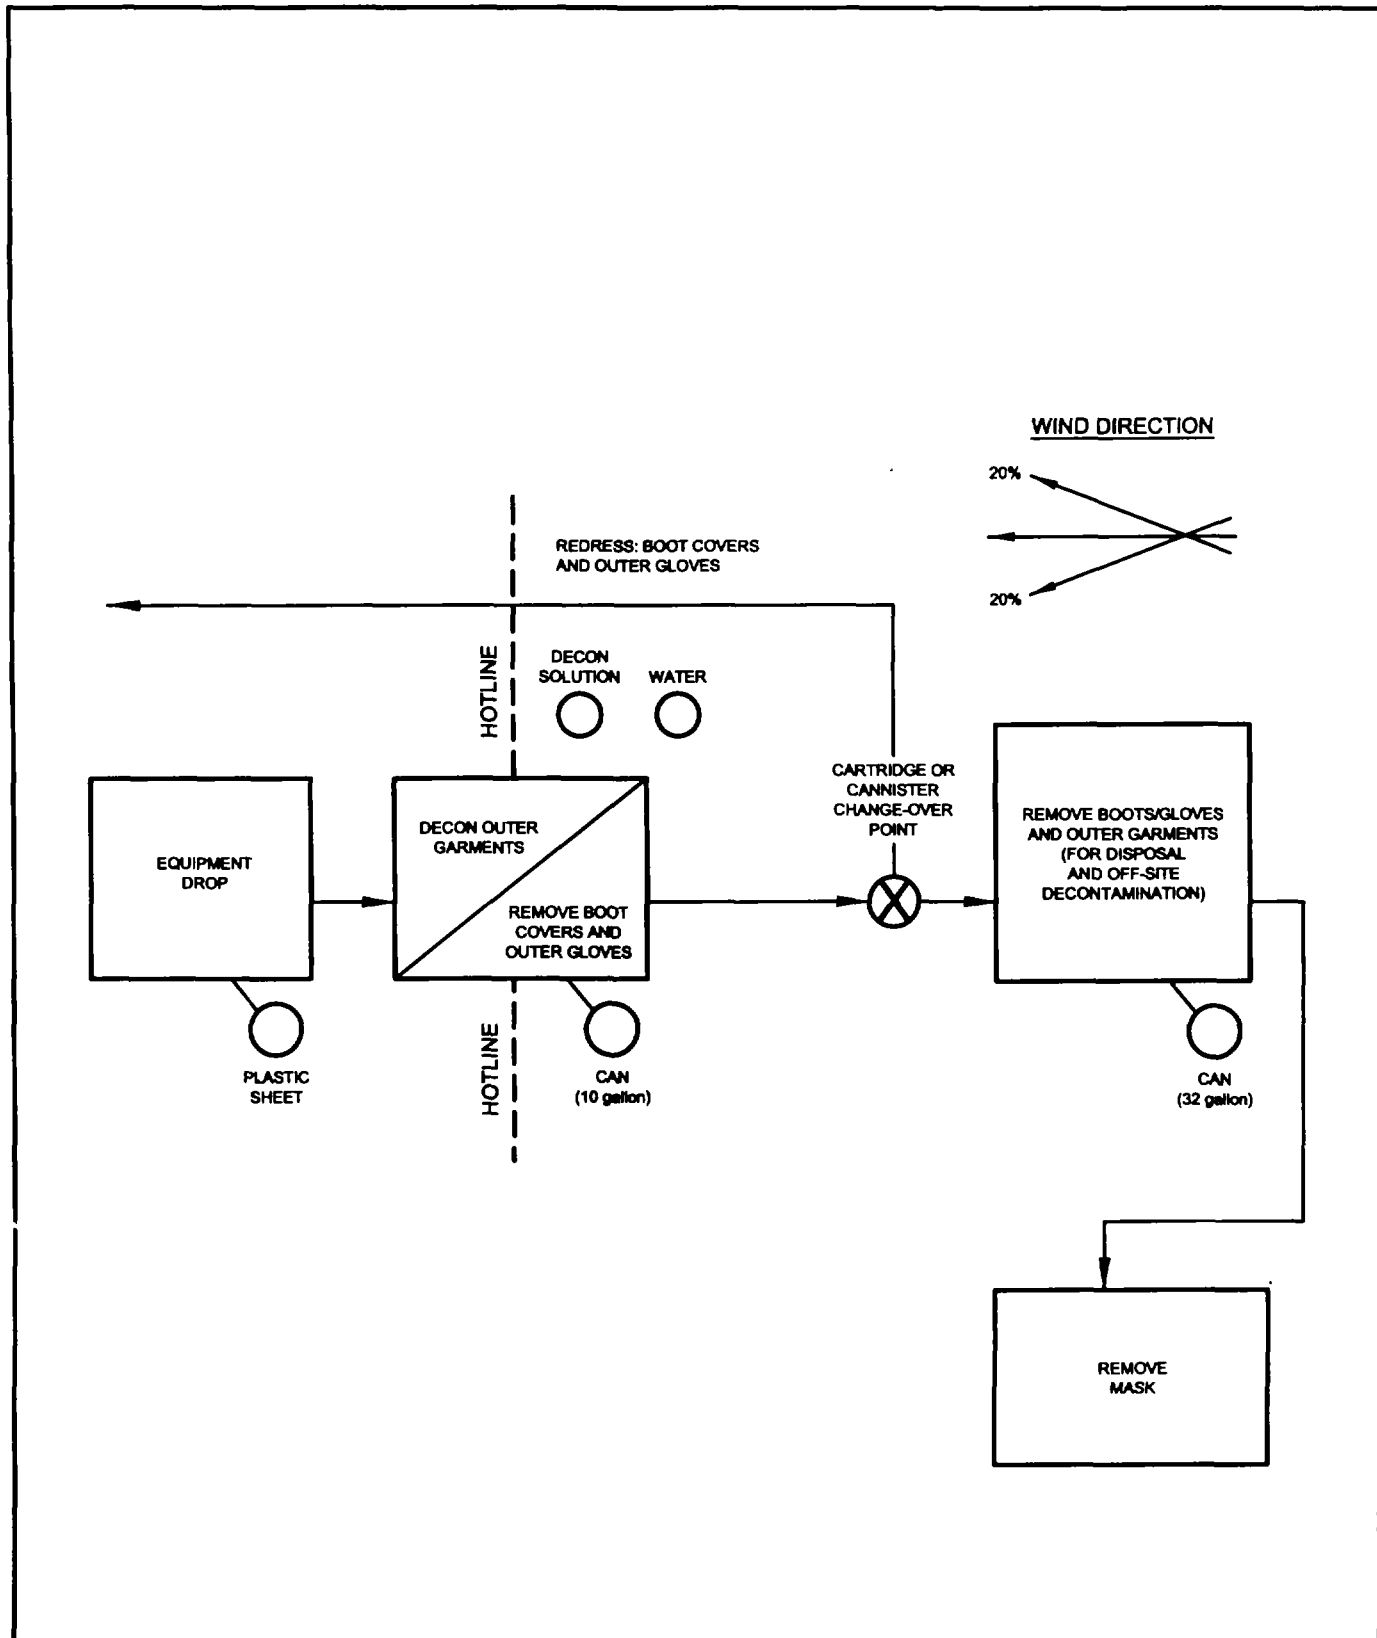 WIND DIRECTION
20%
20%
REDRESS: BOOT COVERS
AND OUTER GLOVES
HOTLINE
DECON
SOLUTION
WATER
CARTRIDGE OR
CANNISTER
CHANGE-OVER
POINT
EQUIPMENT
DROP
DECON OUTER
GARMENTS
REMOVE BOOT
COVERS AND
OUTER GLOVES
REMOVE BOOTS/GLOVES
AND OUTER GARMENTS
(FOR DISPOSAL
AND OFF-SITE
DECONTAMINATION)
PLASTIC
SHEET
HOTLINE
CAN
(10 gallon)
CAN
(32 gallon)
REMOVE
MASK